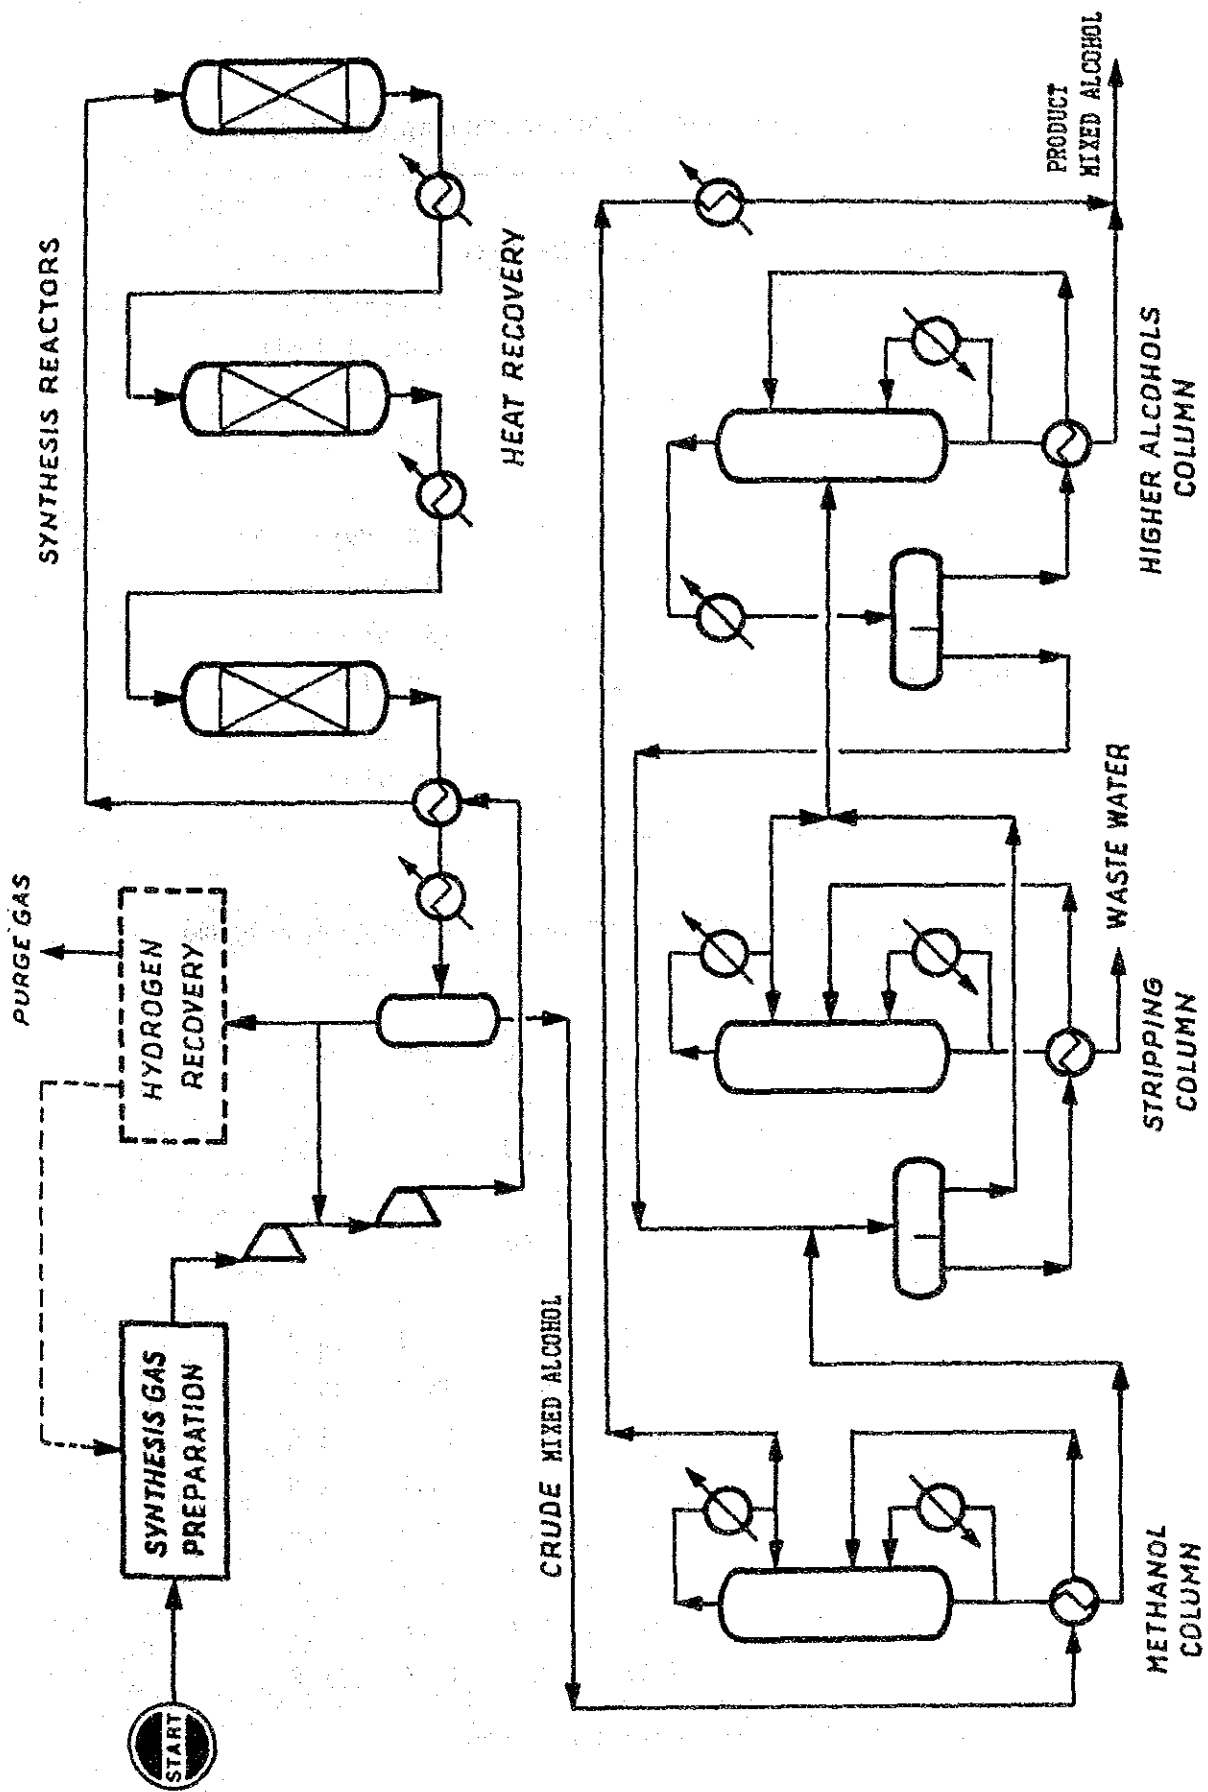 START
SYNTHESIS GAS
PREPARATION
HYDROGEN
RECOVERY
PURGE GAS
SYNTHESIS REACTORS
HEAT RECOVERY
CRUDE MIXED ALCOHOL
METHANOL
COLUMN
STRIPPING
COLUMN
WASTE WATER
HIGHER ALCOHOLS
COLUMN
PRODUCT
MIXED ALCOHOL